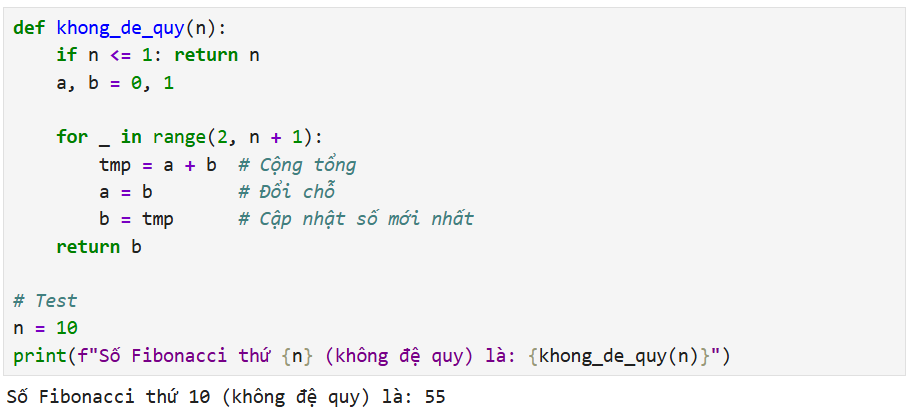 def khong_de_quy(n):
    if n <= 1: return n
    a, b = 0, 1
    for _ in range(2, n + 1):
        tmp = a + b  # Cộng tổng
        a = b        # Đổi chỗ
        b = tmp      # Cập nhật số mới nhất
    return b
# Test
n = 10
print(f"Số Fibonacci thứ {n} (không đệ quy) là: {khong_de_quy(n)}")
Số Fibonacci thứ 10 (không đệ quy) là: 55